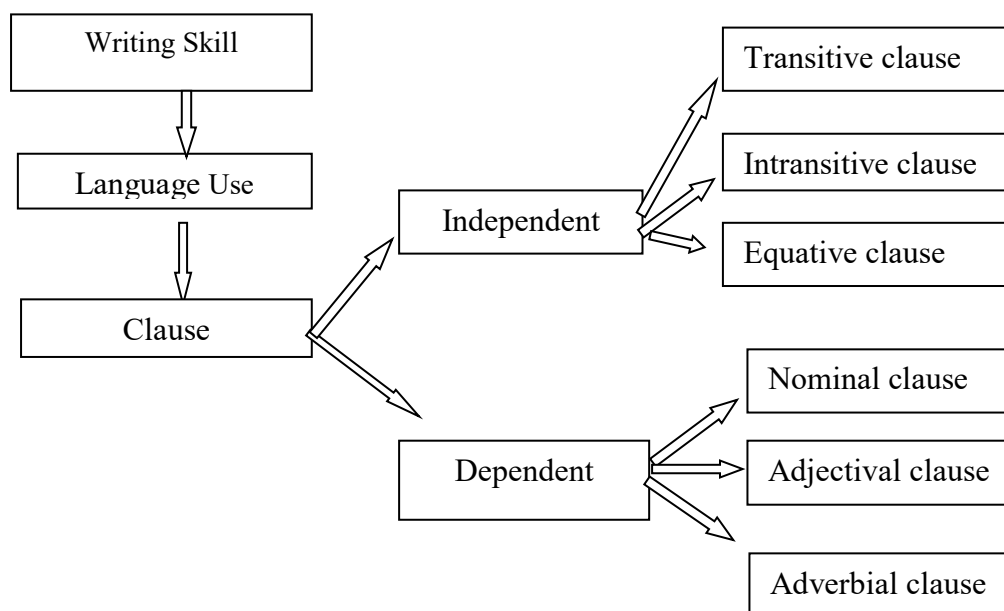 Writing Skill
Language Use
Clause
Independent
Dependent
Transitive clause
Intransitive clause
Equative clause
Nominal clause
Adjectival clause
Adverbial clause